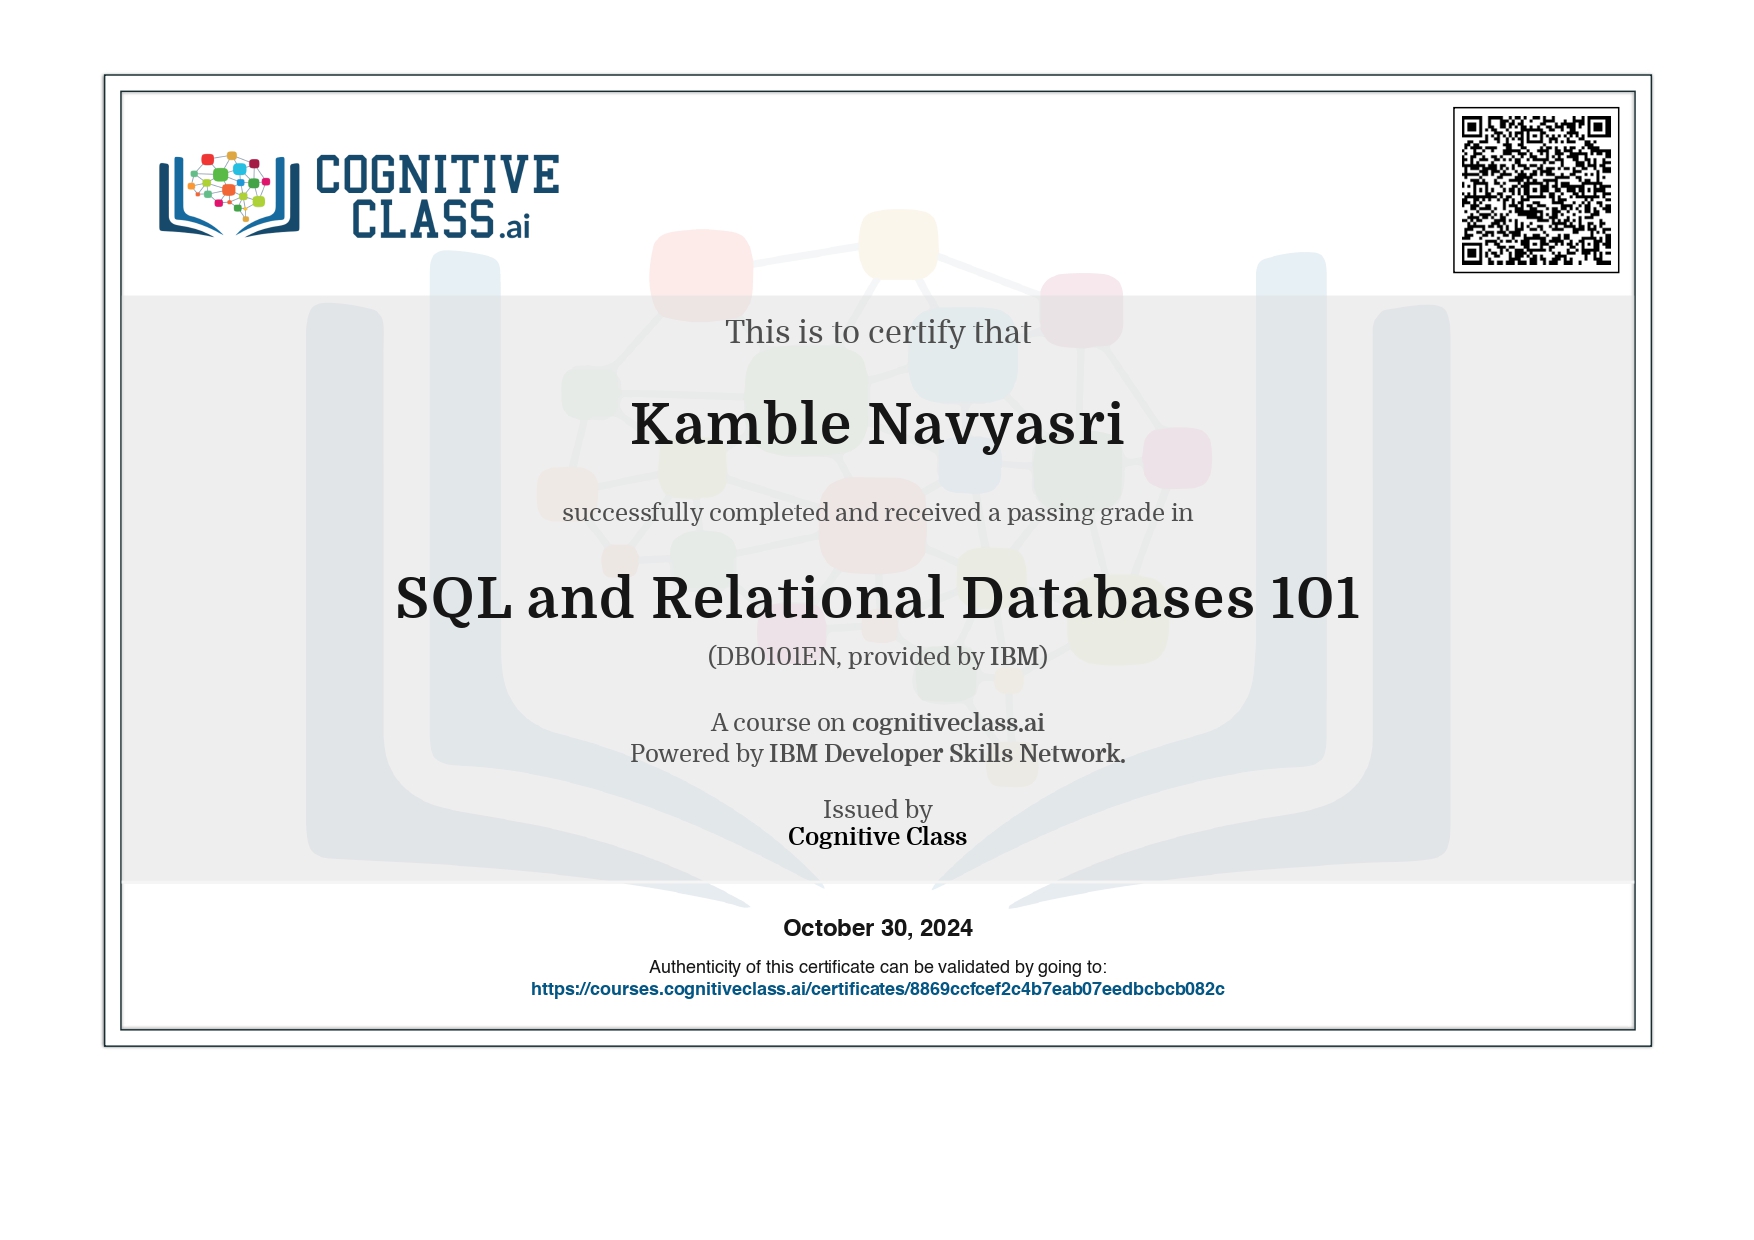 COGNITIVE
CLASS.ai
This is to certify that
Kamble Navyasri
successfully completed and received a passing grade in
SQL and Relational Databases 101
(DB0101EN, provided by IBM)
A course on cognitiveclass.ai
Powered by IBM Developer Skills Network.
Issued by
Cognitive Class
October 30, 2024
Authenticity of this certificate can be validated by going to:
https://courses.cognitiveclass.ai/certificates/8869ccfcef2c4b7eab07eedbcbcb082c